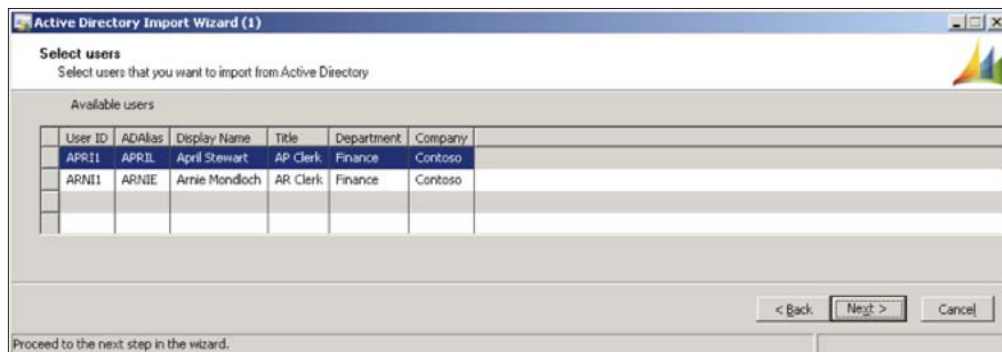 Active Directory Import Wizard (1)
Select users
Select users that you want to import from Active Directory
Available users
User ID ADAlias Display Name Title Department Company
APRI1 APRIL April Stewart AP Clerk Finance Contoso
ARNI1 ARNIE Arnie Mondloch AR Clerk Finance Contoso
< Back Next > Cancel
Proceed to the next step in the wizard.